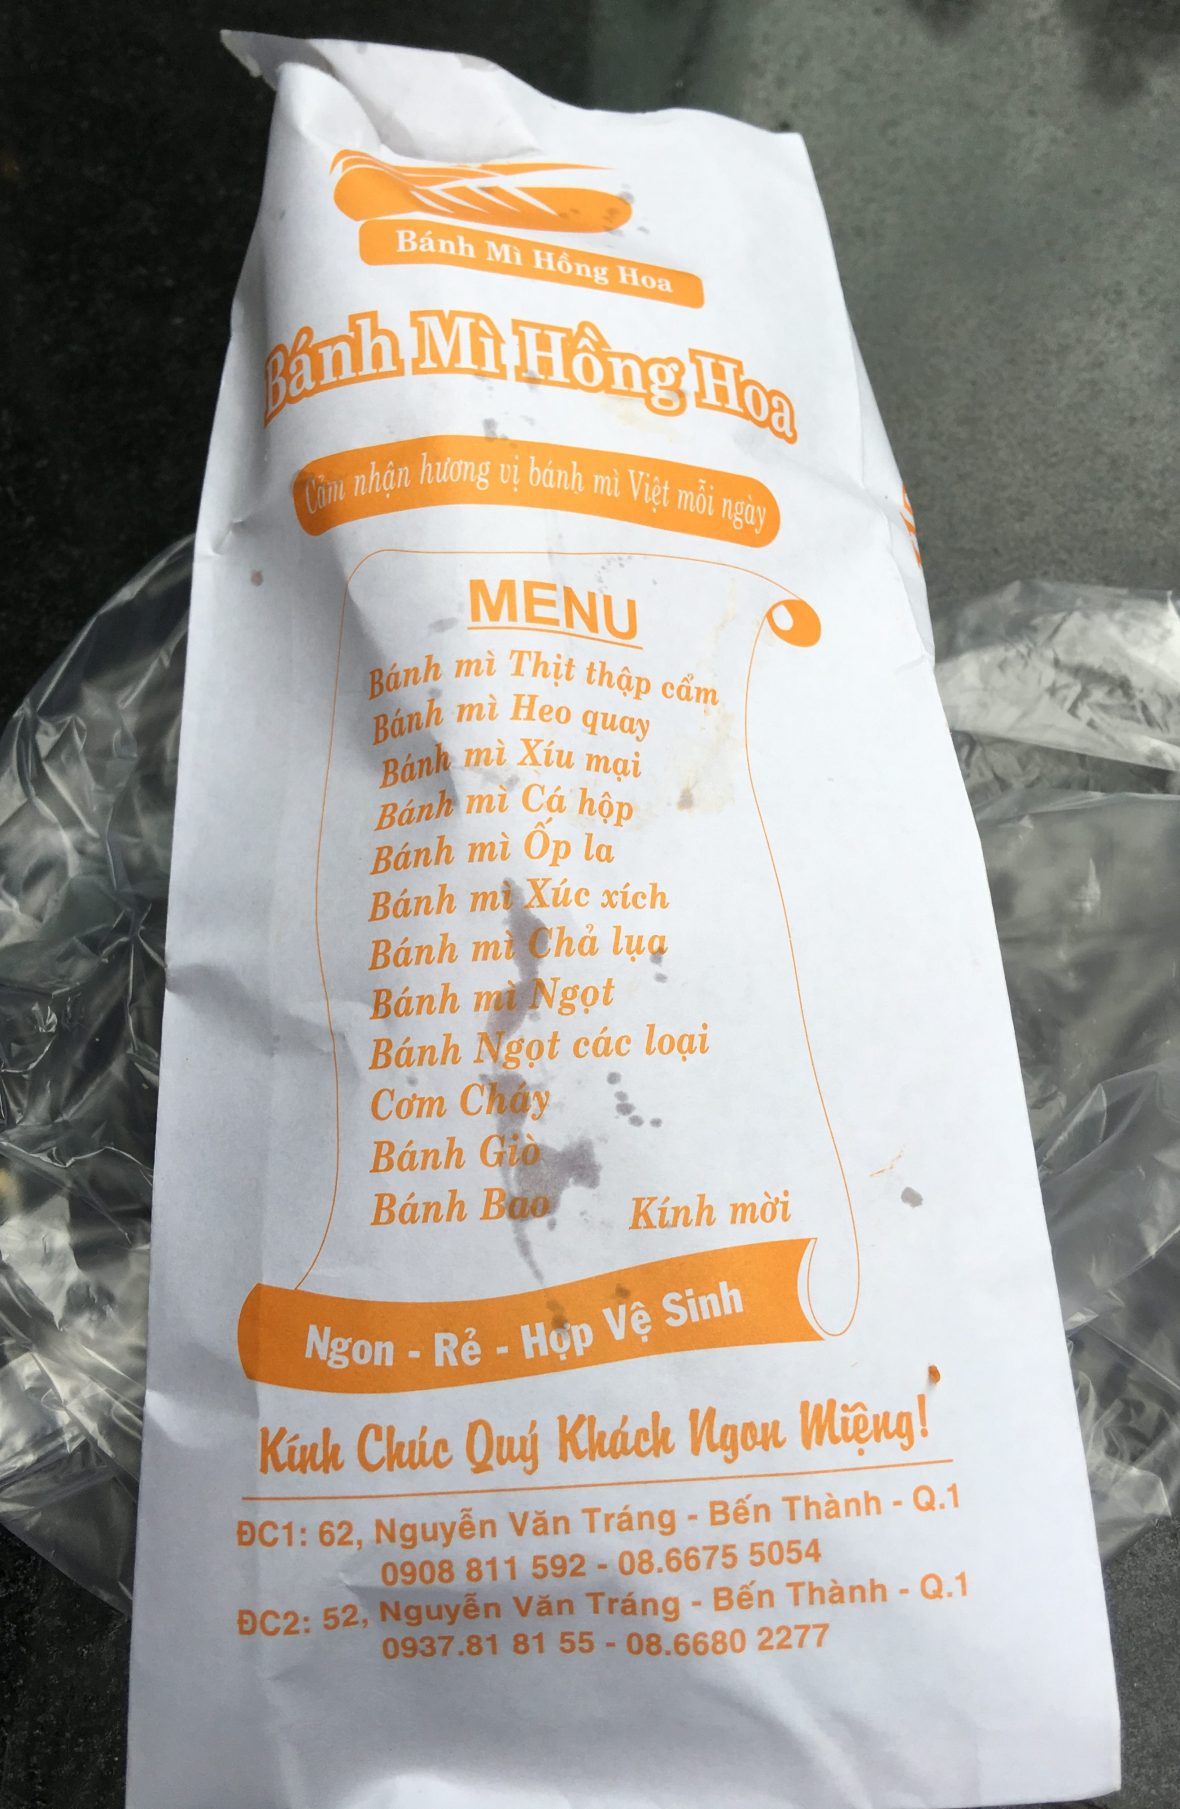 Bánh Mì Hồng Hoa
Bánh Mì Hồng Hoa
Cảm nhận hương vị bánh mì Việt mỗi ngày
MENU
Bánh mì Thịt thập cẩm
Bánh mì Heo quay
Bánh mì Xíu mại
Bánh mì Cá hộp
Bánh mì Ốp la
Bánh mì Xúc xích
Bánh mì Chả lụa
Bánh mì Ngọt
Bánh Ngọt các loại
Cơm Cháy
Bánh Giò
Bánh Bao Kính mời
Ngon - Rẻ - Hợp Vệ Sinh
Kính Chúc Quý Khách Ngon Miệng!
ĐC1: 62, Nguyễn Văn Tráng - Bến Thành - Q.1
0908 811 592 - 08.6675 5054
ĐC2: 52, Nguyễn Văn Tráng - Bến Thành - Q.1
0937.81 81 55 - 08.6680 2277